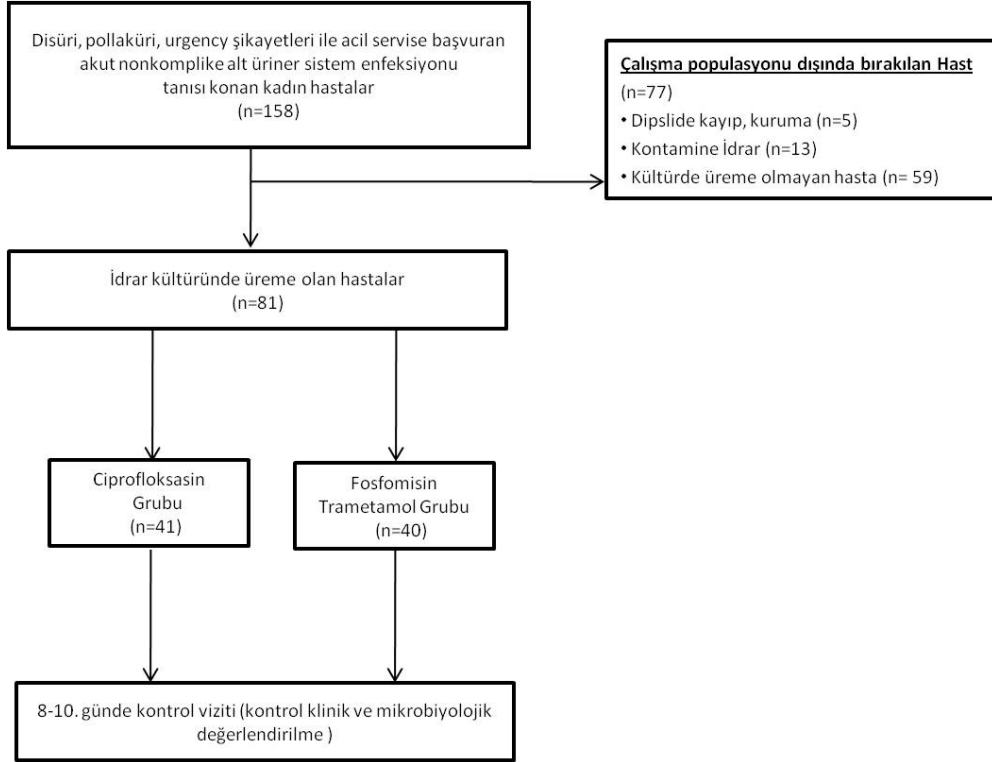 Disüri, pollaküri, urgency şikayetleri ile acil servise başvuran
akut nonkomplike alt üriner sistem enfeksiyonu
tanısı konan kadın hastalar
(n=158)
Çalışma populasyonu dışında bırakılan Hast
(n=77)
• Dipslide kayıp, kuruma (n=5)
• Kontamine İdrar (n=13)
• Kültürde üreme olmayan hasta (n= 59)
İdrar kültüründe üreme olan hastalar
(n=81)
Ciprofloksasin
Grubu
(n=41)
Fosfomisin
Trametamol Grubu
(n=40)
8-10. günde kontrol viziti (kontrol klinik ve mikrobiyolojik
değerlendirilme )